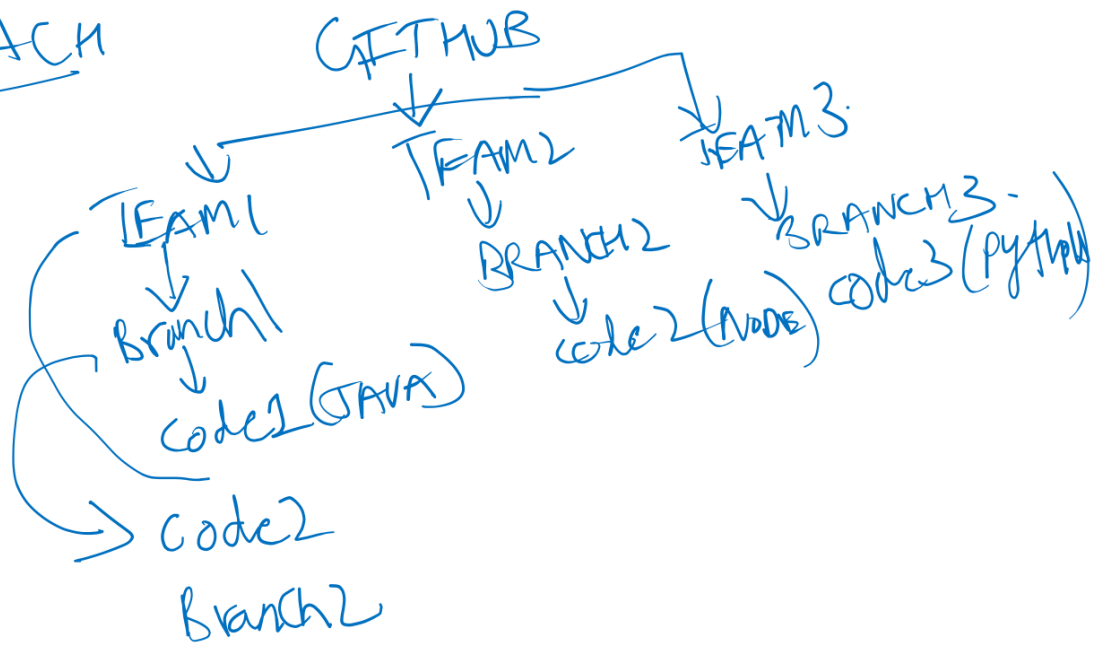 ACH
GITHUB
TEAM1
TEAM2
TEAM3.
Branch1
BRANCH2
BRANCH3.
Code1 (JAVA)
code2 (NODE)
code3 (Python)
Code2
Branch2